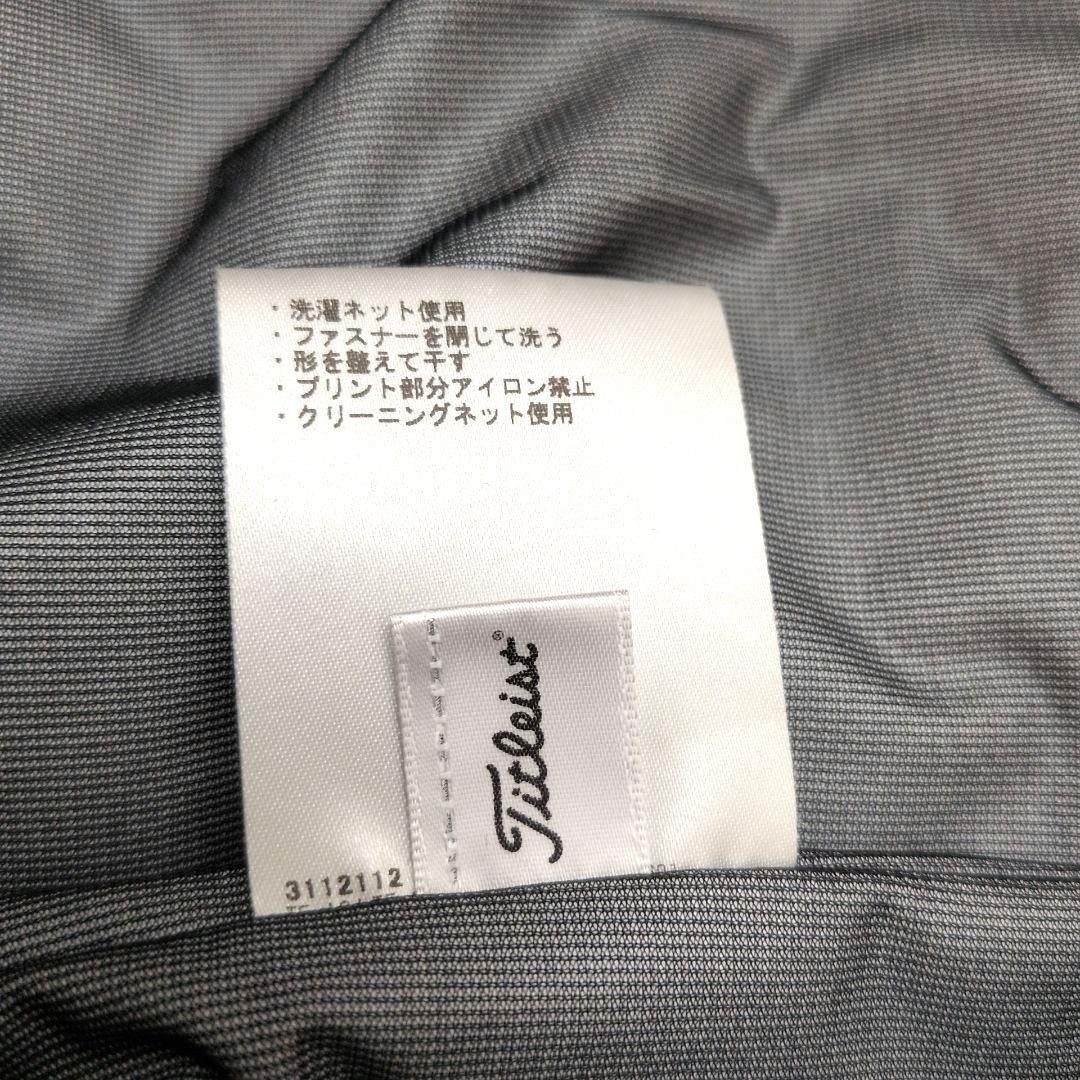 ・洗濯ネット使用
・ファスナーを閉じて洗う
・形を整えて干す
・プリント部分アイロン禁止
・クリーニングネット使用
Titleist®
3112112